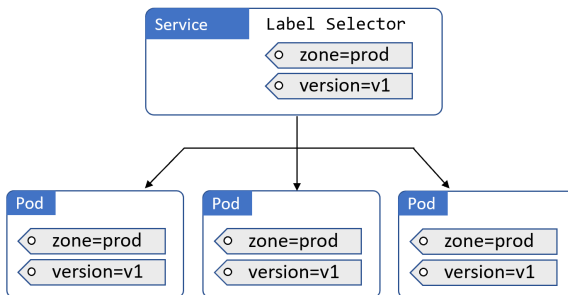 Service
Label Selector
zone=prod
version=v1
Pod
zone=prod
version=v1
Pod
zone=prod
version=v1
Pod
zone=prod
version=v1